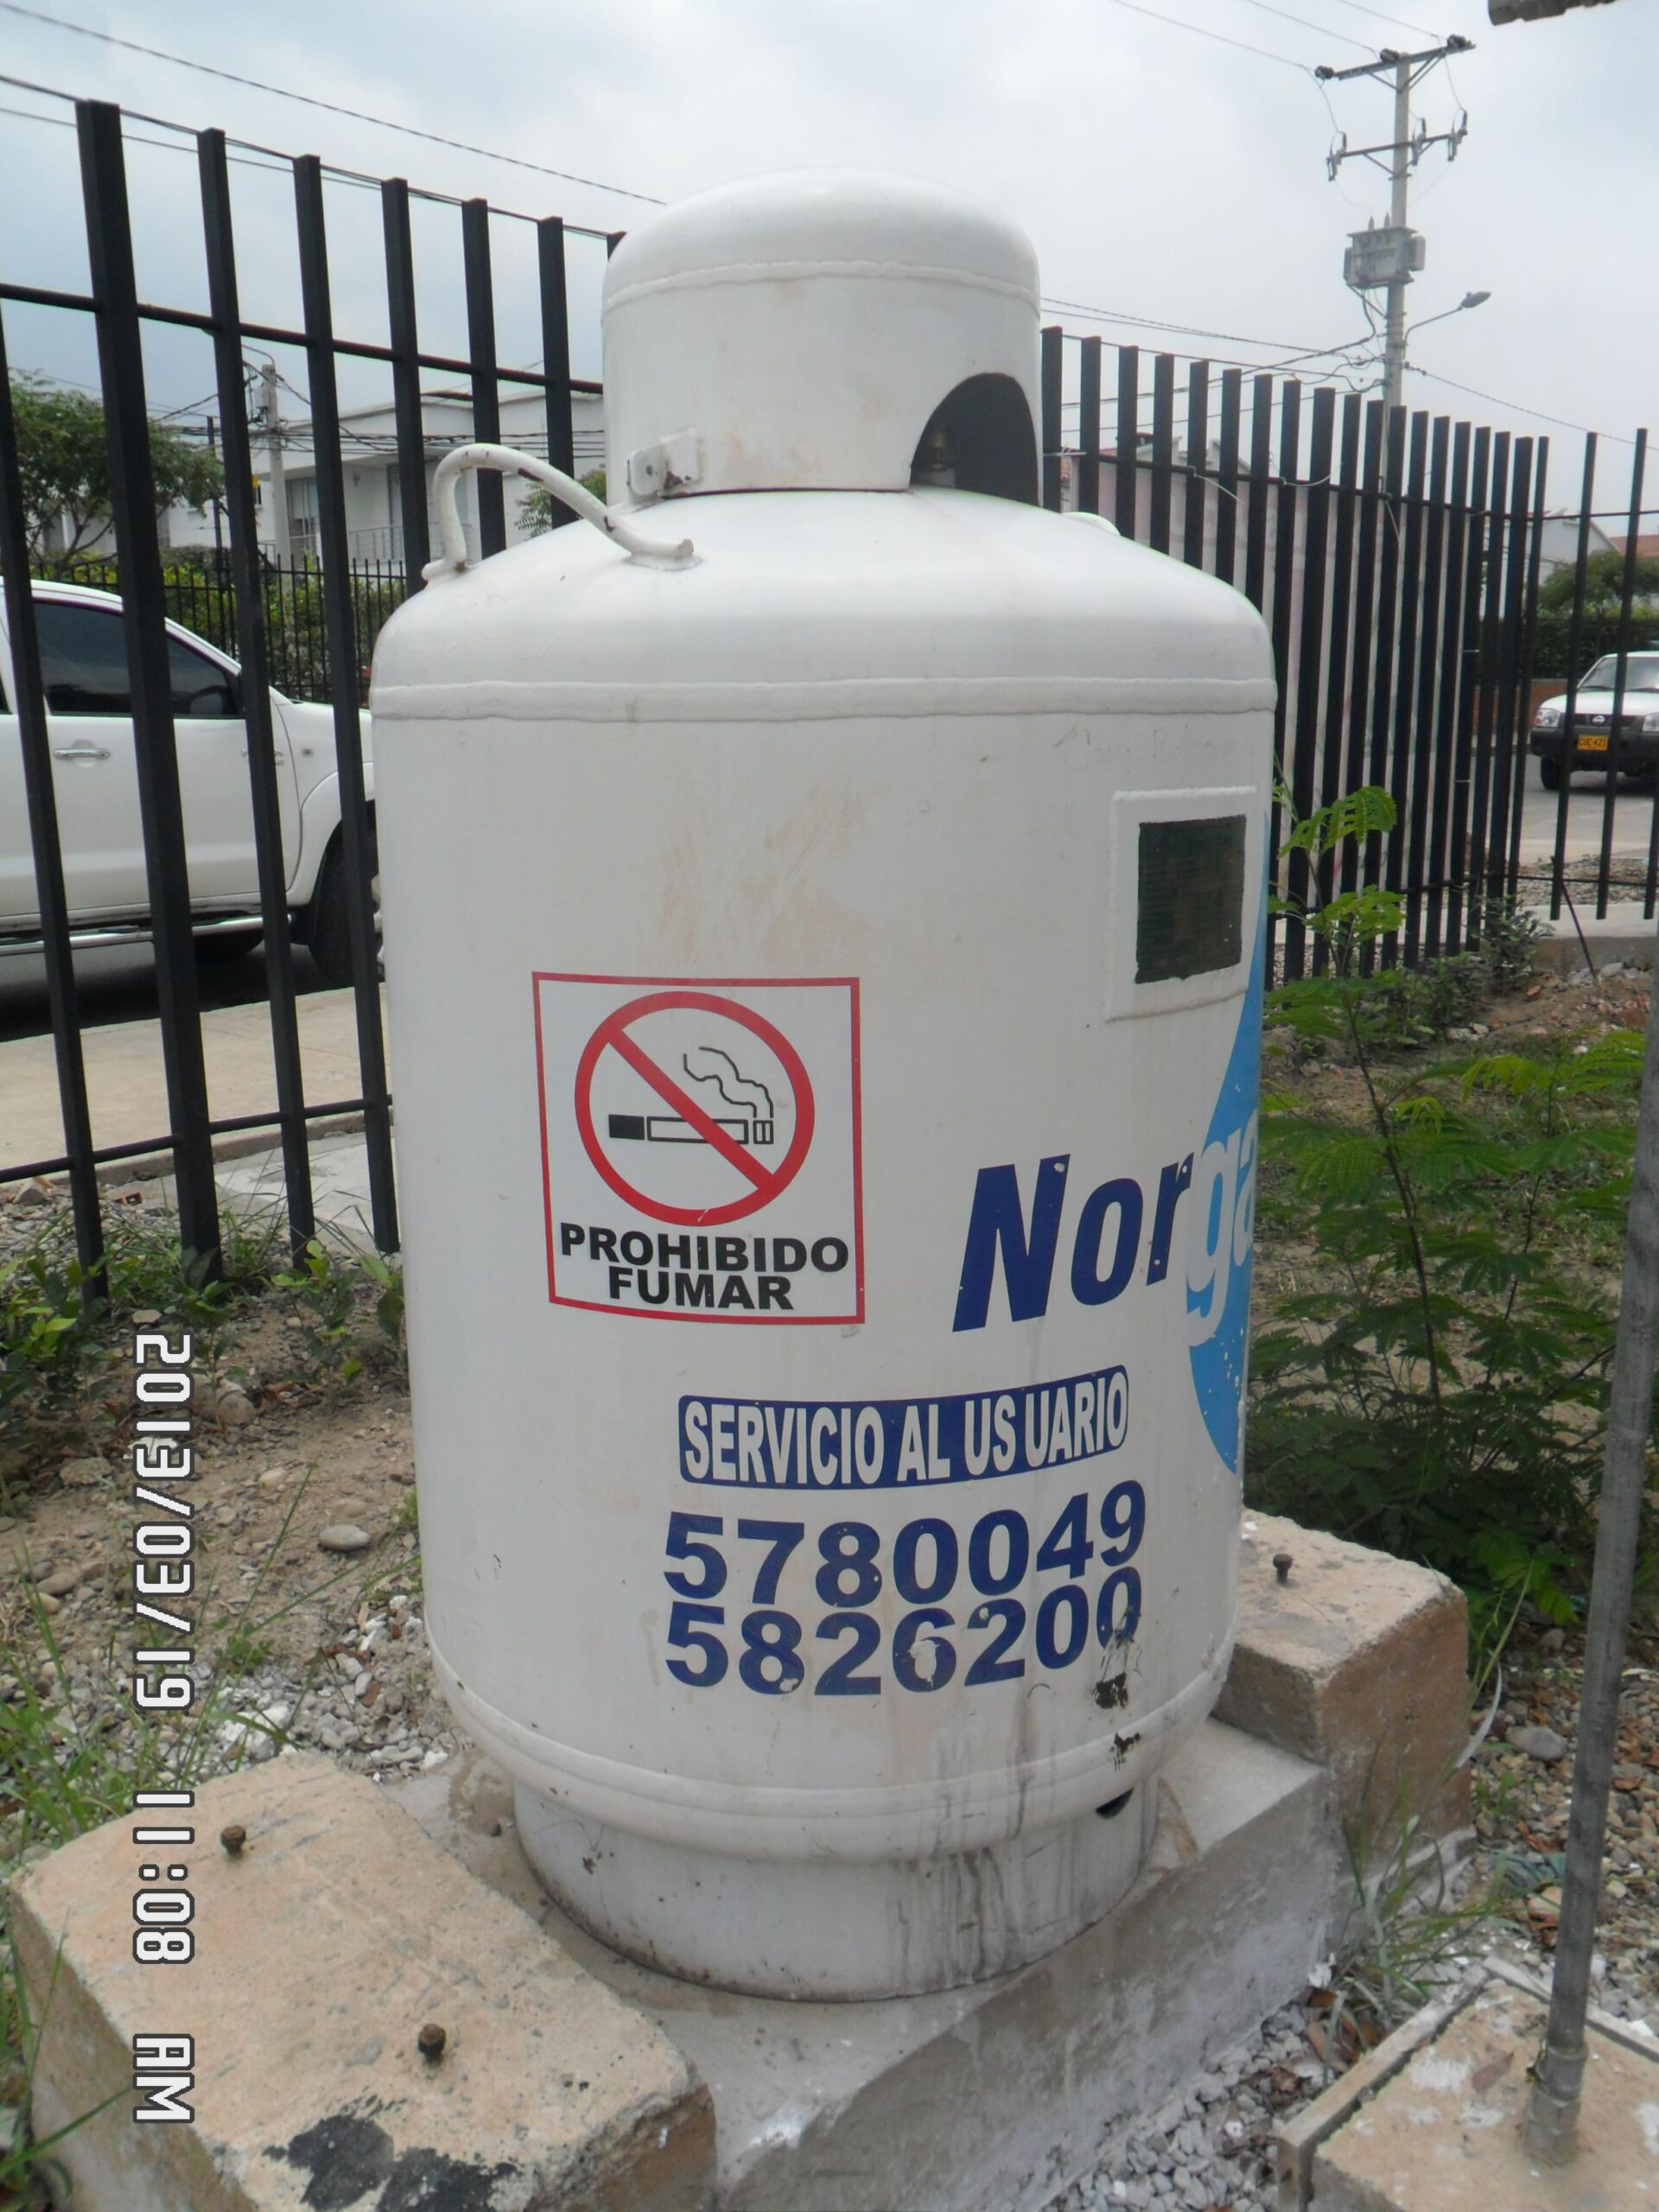 PROHIBIDO
FUMAR
Norga
SERVICIO AL US UARIO
5780049
5826200
2013/03/19 11:08 AM